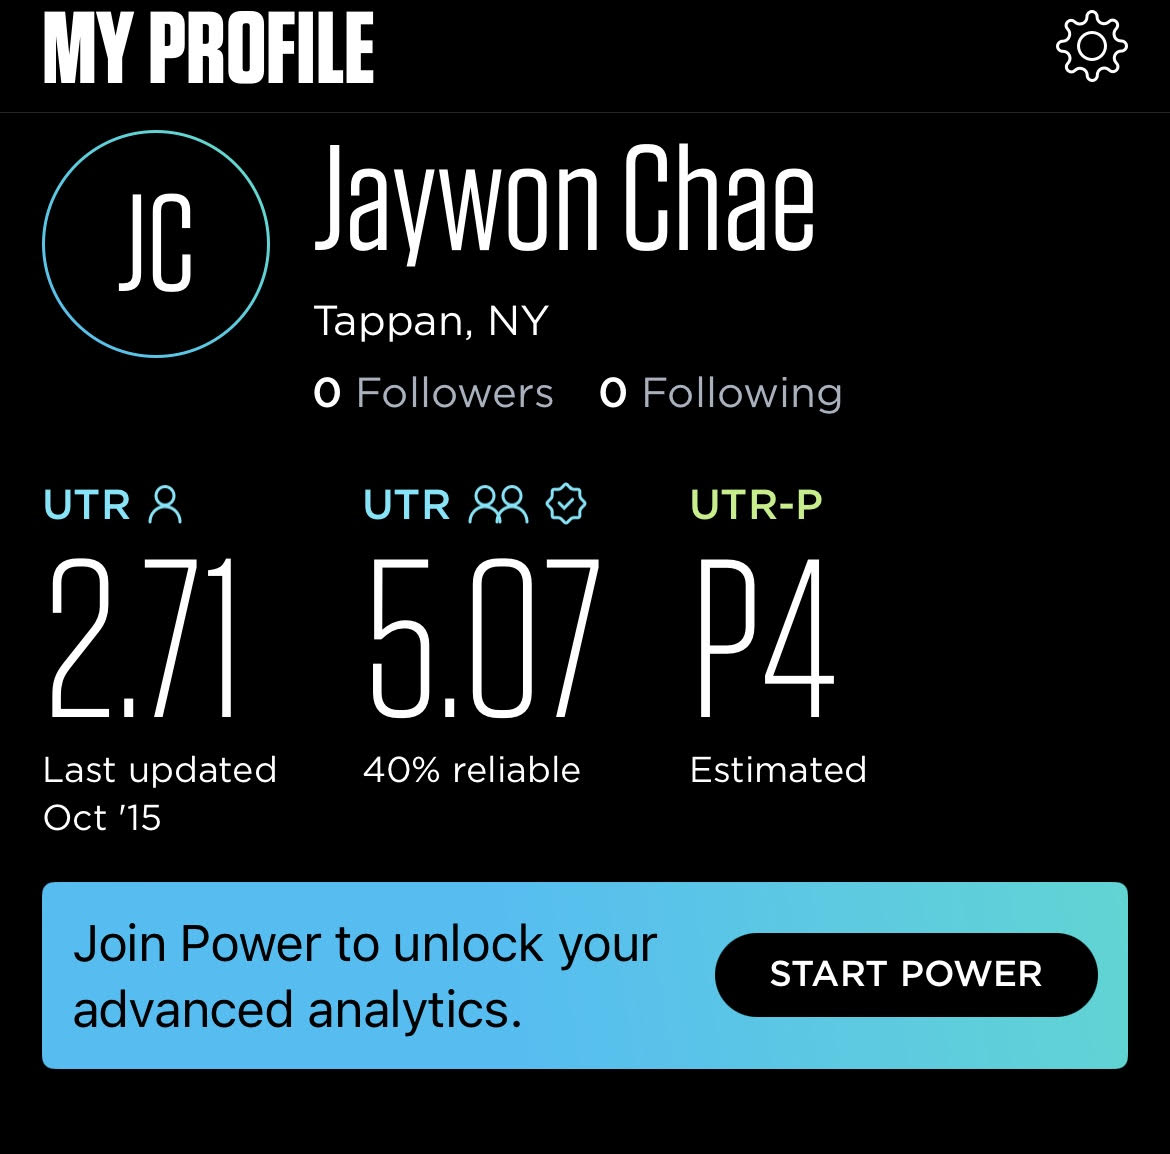 MY PROFILE
JC
Jaywon Chae
Tappan, NY
0 Followers 0 Following
UTR UTR UTR-P
2.71 5.07 P4
Last updated 40% reliable Estimated
Oct '15
Join Power to unlock your
advanced analytics.
START POWER